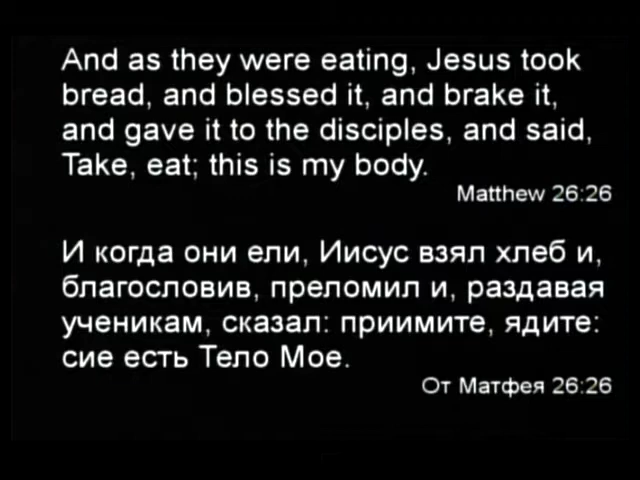 And as they were eating, Jesus took
bread, and blessed it, and brake it,
and gave it to the disciples, and said,
Take, eat; this is my body.
Matthew 26:26
И когда они ели, Иисус взял хлеб и,
благословив, преломил и, раздавая
ученикам, сказал: приимите, ядите:
сие есть Тело Мое.
От Матфея 26:26